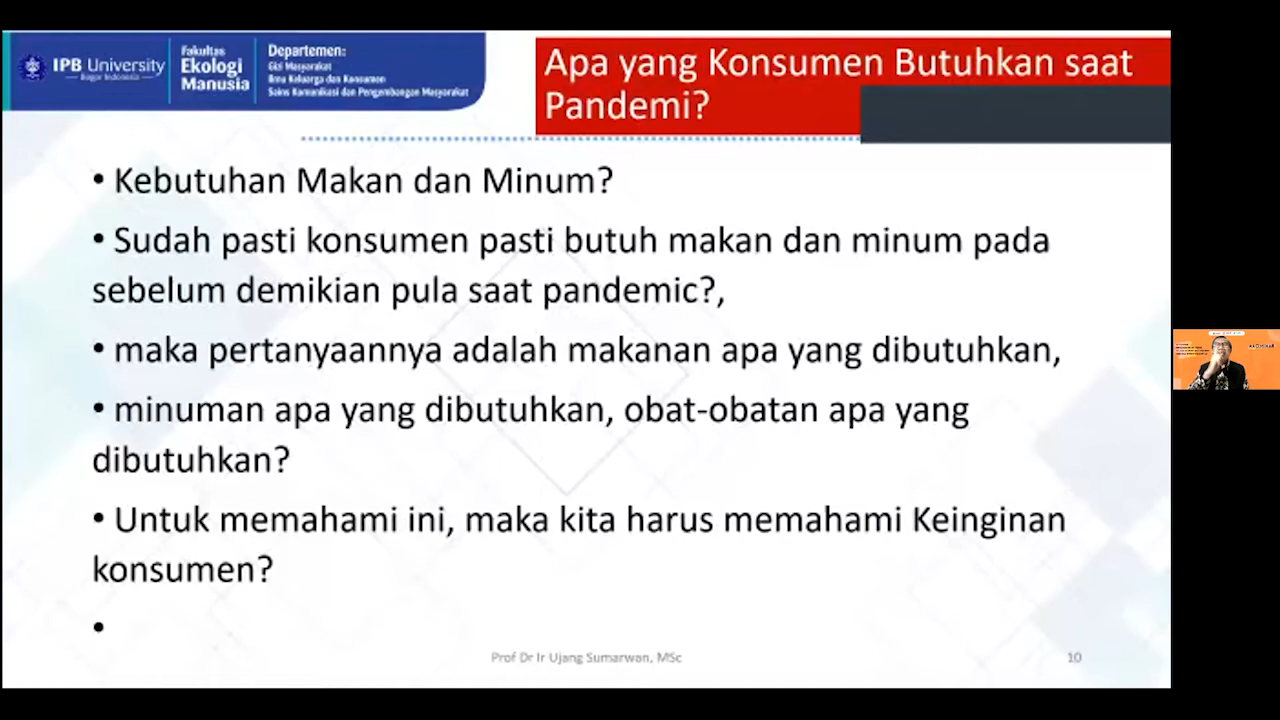 IPB University
Bogor Indonesia
Fakultas
Ekologi
Manusia
Departemen:
Gizi Masyarakat
Ilmu Keluarga dan Konsumen
Sains Komunikasi dan Pengembangan Masyarakat
Apa yang Konsumen Butuhkan saat
Pandemi?
• Kebutuhan Makan dan Minum?
• Sudah pasti konsumen pasti butuh makan dan minum pada
sebelum demikian pula saat pandemic?,
• maka pertanyaannya adalah makanan apa yang dibutuhkan,
• minuman apa yang dibutuhkan, obat-obatan apa yang
dibutuhkan?
• Untuk memahami ini, maka kita harus memahami Keinginan
konsumen?
•
Prof Dr Ir Ujang Sumarwan, MSc
10